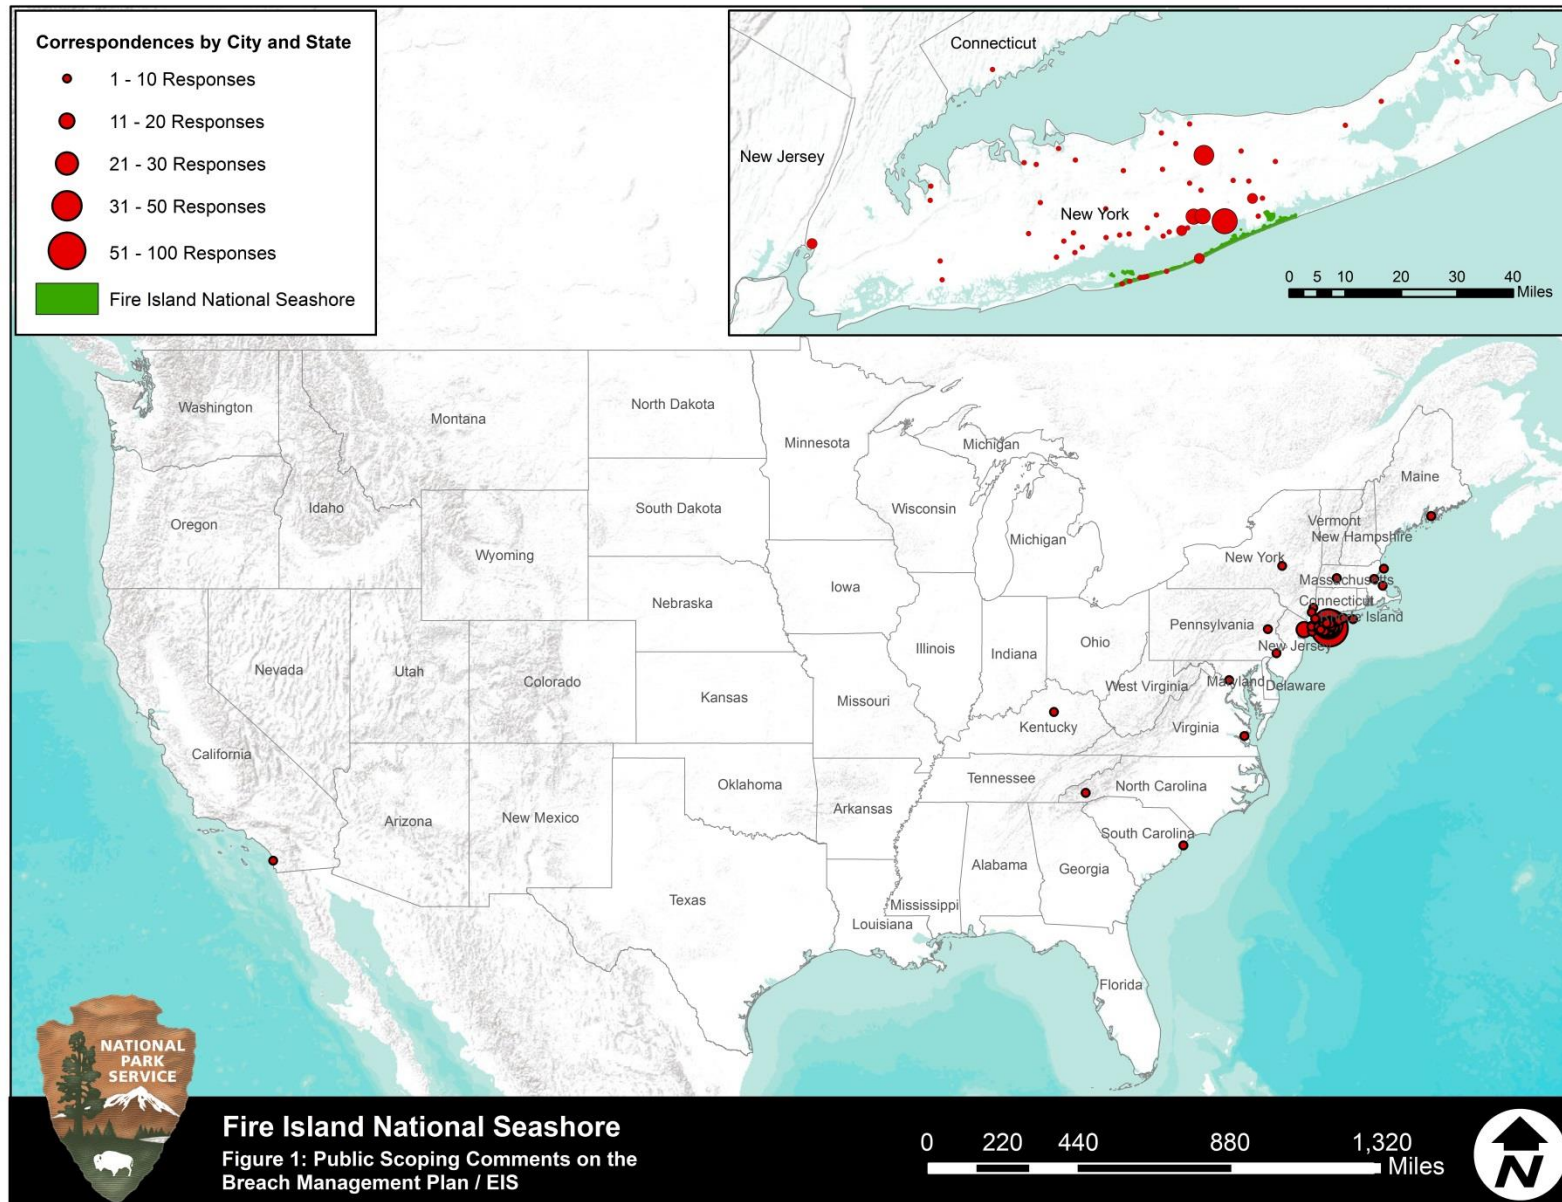 Correspondences by City and State
1 - 10 Responses
11 - 20 Responses
21 - 30 Responses
31 - 50 Responses
51 - 100 Responses
Fire Island National Seashore
Connecticut
New Jersey
New York
0 5 10 20 30 40
Miles
Washington
Montana
North Dakota
Minnesota
Michigan
Maine
Oregon
Idaho
South Dakota
Wisconsin
Vermont
New Hampshire
Wyoming
Michigan
New York
Massachusetts
Iowa
Nebraska
Connecticut
Island
Pennsylvania
Illinois
Indiana
Ohio
New Jersey
Nevada
Utah
Colorado
Kansas
Missouri
West Virginia
Maryland
Delaware
Kentucky
Virginia
California
Oklahoma
Tennessee
North Carolina
Arkansas
Arizona
New Mexico
South Carolina
Alabama
Georgia
Texas
Mississippi
Louisiana
Florida
NATIONAL
PARK
SERVICE
Fire Island National Seashore
Figure 1: Public Scoping Comments on the
Breach Management Plan / EIS
0 220 440 880 1,320
Miles
N